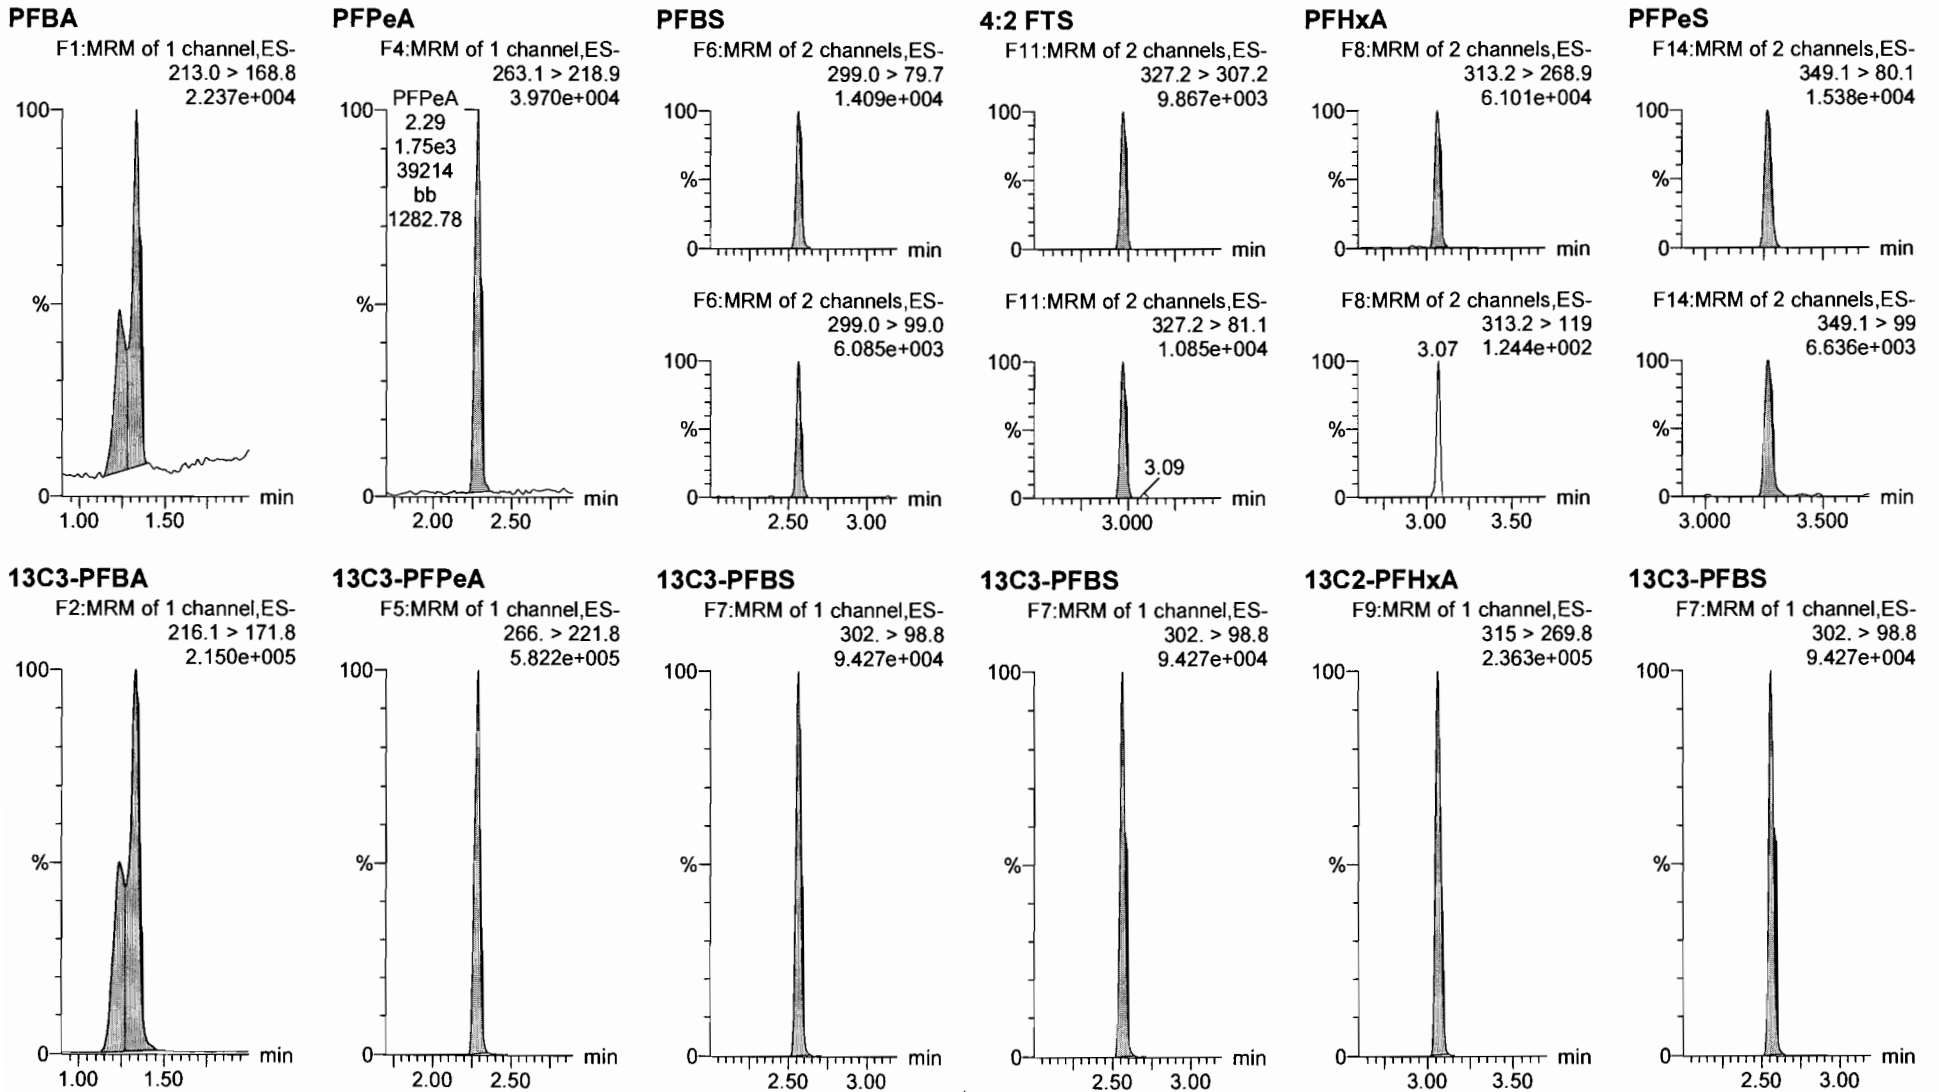 PFBA
F1:MRM of 1 channel,ES-
213.0 > 168.8
2.237e+004
100
%
0
min
1.00 1.50
PFPeA
F4:MRM of 1 channel,ES-
263.1 > 218.9
3.970e+004
100
PFPeA
2.29
1.75e3
39214
bb
1282.78
%
0
min
2.00 2.50
PFBS
F6:MRM of 2 channels,ES-
299.0 > 79.7
1.409e+004
100
%
0
min
F6:MRM of 2 channels,ES-
299.0 > 99.0
6.085e+003
100
%
0
min
2.50 3.00
4:2 FTS
F11:MRM of 2 channels,ES-
327.2 > 307.2
9.867e+003
100
%
0
min
F11:MRM of 2 channels,ES-
327.2 > 81.1
1.085e+004
100
%
3.09
0
min
3.000
PFHxA
F8:MRM of 2 channels,ES-
313.2 > 268.9
6.101e+004
100
%
0
min
F8:MRM of 2 channels,ES-
313.2 > 119
3.07 1.244e+002
100
%
0
min
3.00 3.50
PFPeS
F14:MRM of 2 channels,ES-
349.1 > 80.1
1.538e+004
100
%
0
min
F14:MRM of 2 channels,ES-
349.1 > 99
6.636e+003
100
%
0
min
3.000 3.500
13C3-PFBA
F2:MRM of 1 channel,ES-
216.1 > 171.8
2.150e+005
100
%
0
min
1.00 1.50
13C3-PFPeA
F5:MRM of 1 channel,ES-
266. > 221.8
5.822e+005
100
%
0
min
2.00 2.50
13C3-PFBS
F7:MRM of 1 channel,ES-
302. > 98.8
9.427e+004
100
%
0
min
2.50 3.00
13C3-PFBS
F7:MRM of 1 channel,ES-
302. > 98.8
9.427e+004
100
%
0
min
2.50 3.00
13C2-PFHxA
F9:MRM of 1 channel,ES-
315 > 269.8
2.363e+005
100
%
0
min
3.00 3.50
13C3-PFBS
F7:MRM of 1 channel,ES-
302. > 98.8
9.427e+004
100
%
0
min
2.50 3.00